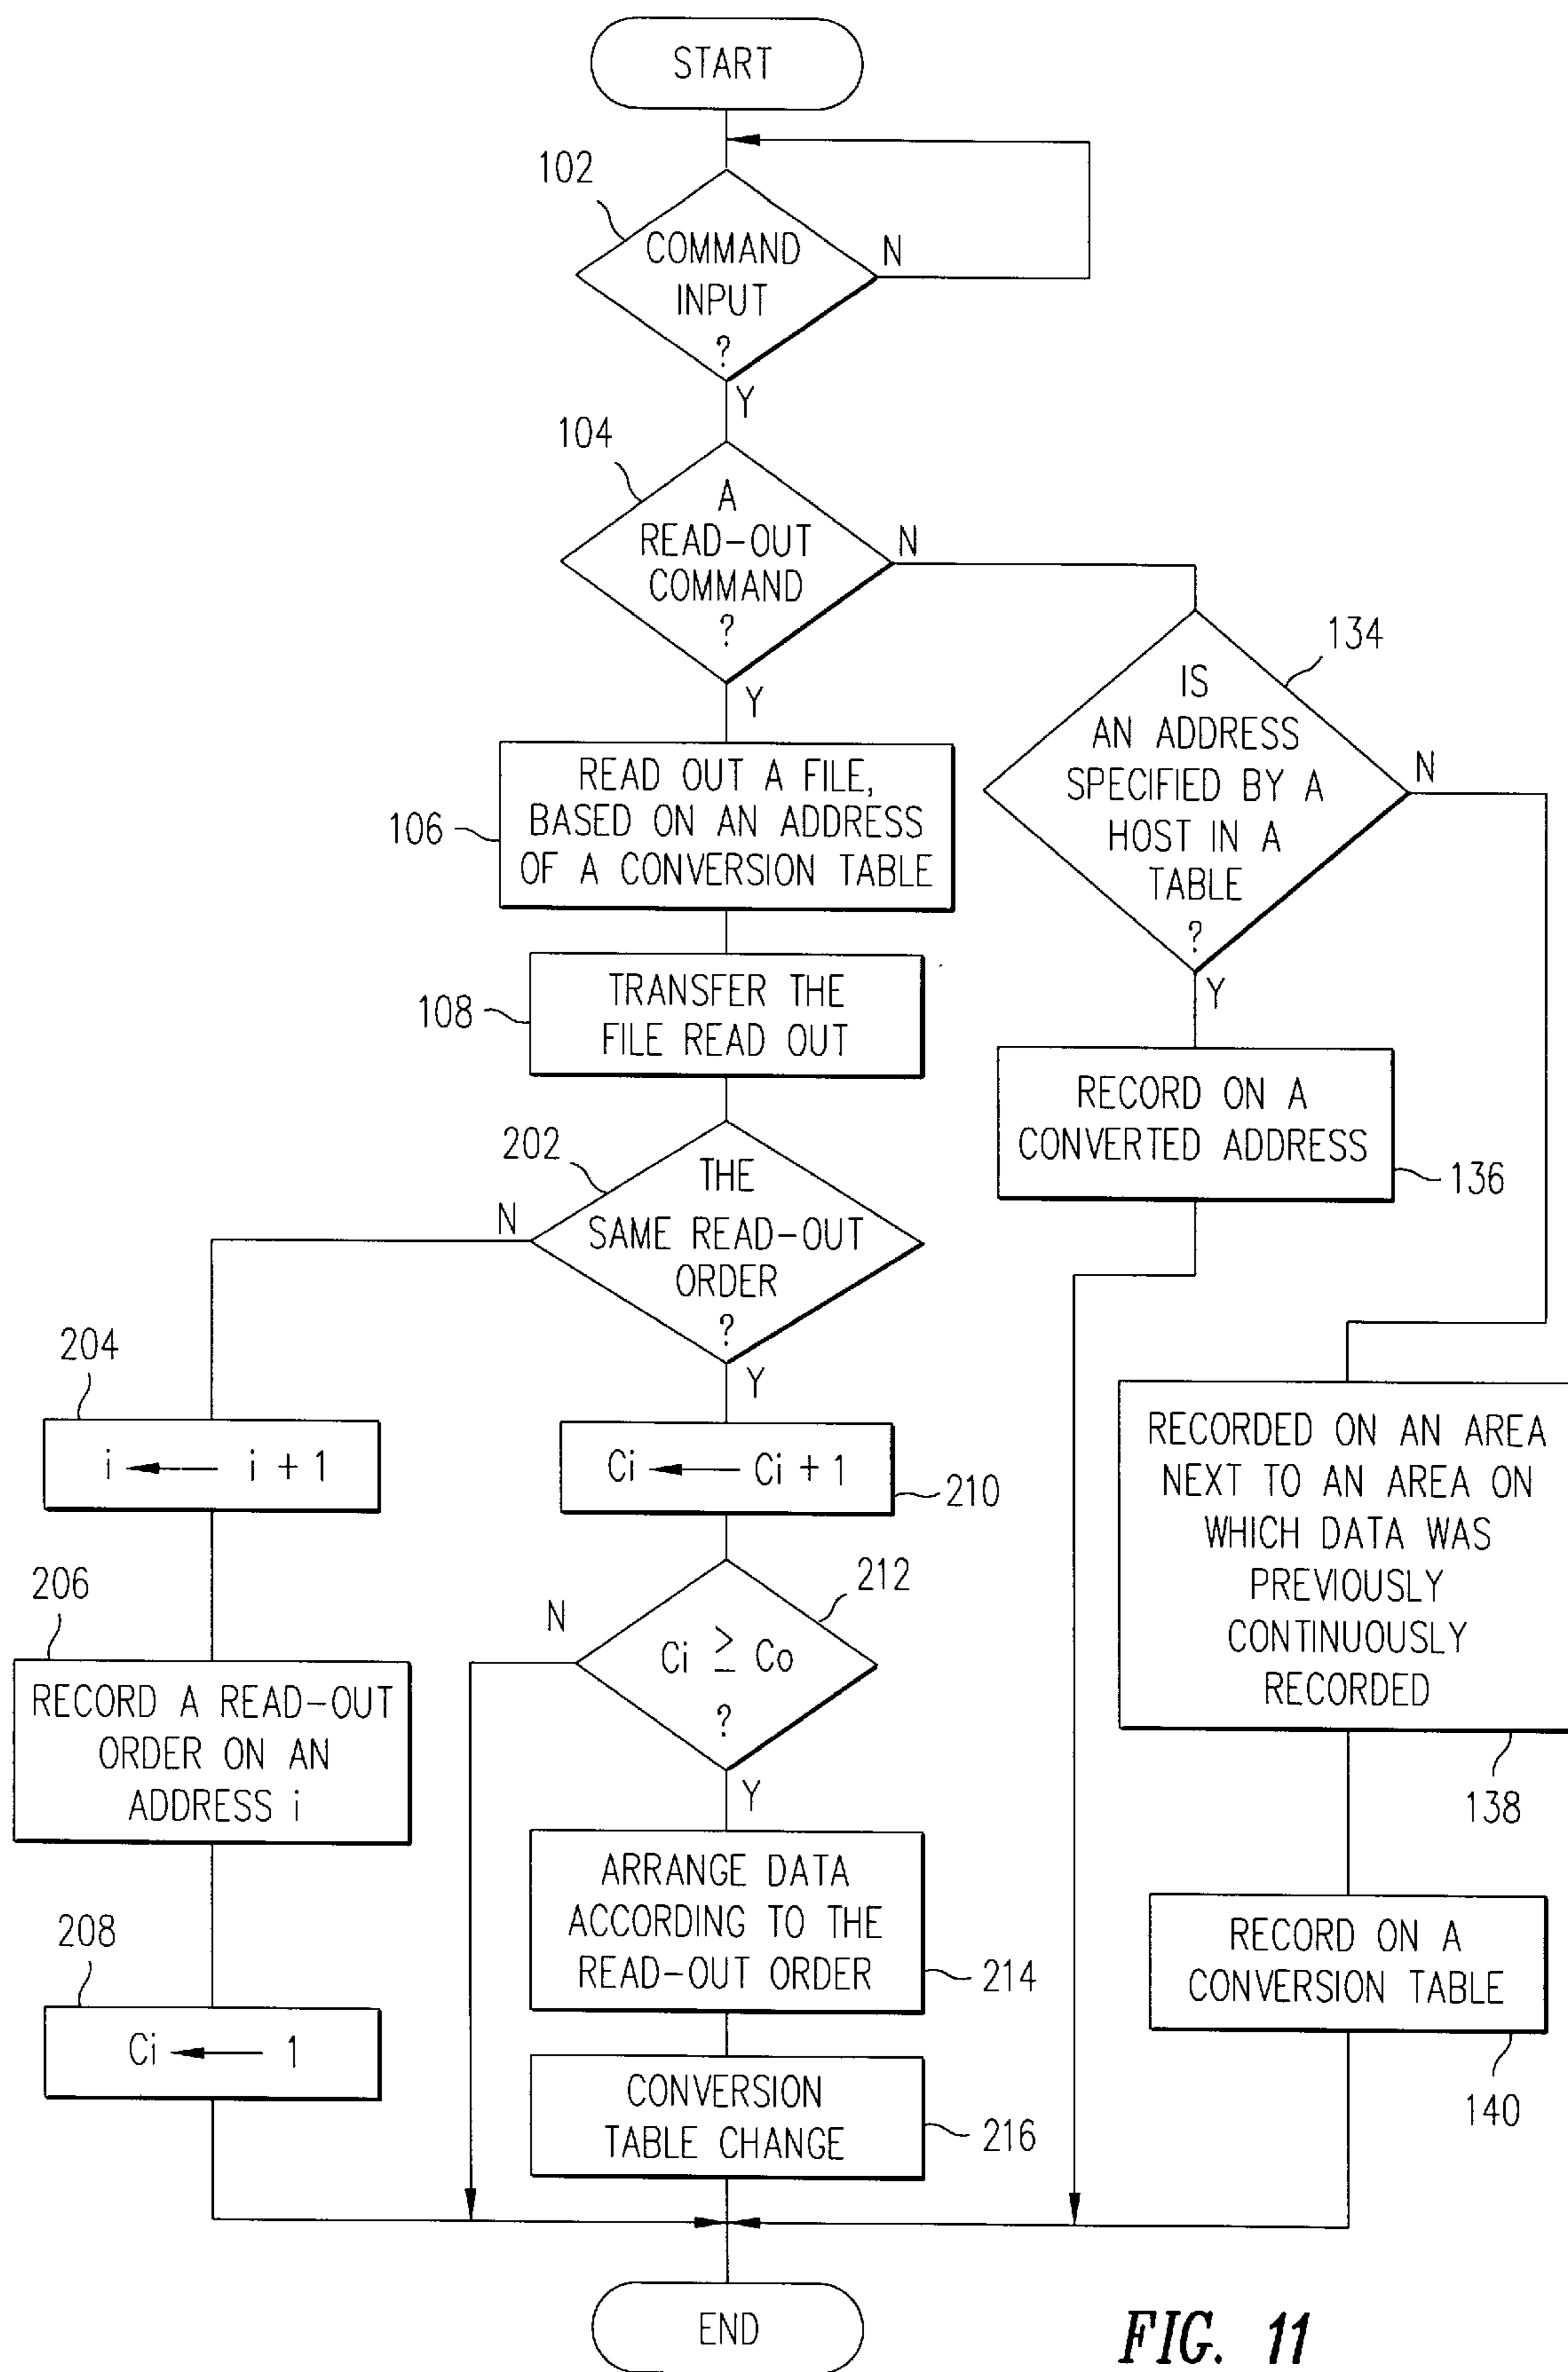 START
102
COMMAND
INPUT
?
N
Y
104
A
READ-OUT
COMMAND
?
N
Y
134
IS
AN ADDRESS
SPECIFIED BY A
HOST IN A
TABLE
?
N
Y
106
READ OUT A FILE,
BASED ON AN ADDRESS
OF A CONVERSION TABLE
108
TRANSFER THE
FILE READ OUT
RECORD ON A
CONVERTED ADDRESS
136
202
THE
SAME READ-OUT
ORDER
?
N
Y
204
i ← i + 1
Ci ← Ci + 1
210
RECORDED ON AN AREA
NEXT TO AN AREA ON
WHICH DATA WAS
PREVIOUSLY
CONTINUOUSLY
RECORDED
138
206
RECORD A READ-OUT
ORDER ON AN
ADDRESS i
212
Ci ≥ Co
?
N
Y
208
Ci ← 1
ARRANGE DATA
ACCORDING TO THE
READ-OUT ORDER
214
RECORD ON A
CONVERSION TABLE
140
CONVERSION
TABLE CHANGE
216
END
FIG. 11